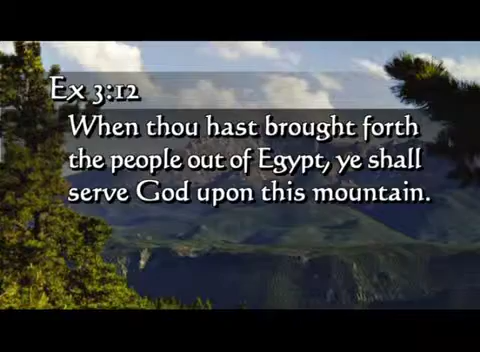 Ex 3:12
When thou hast brought forth
the people out of Egypt, ye shall
serve God upon this mountain.